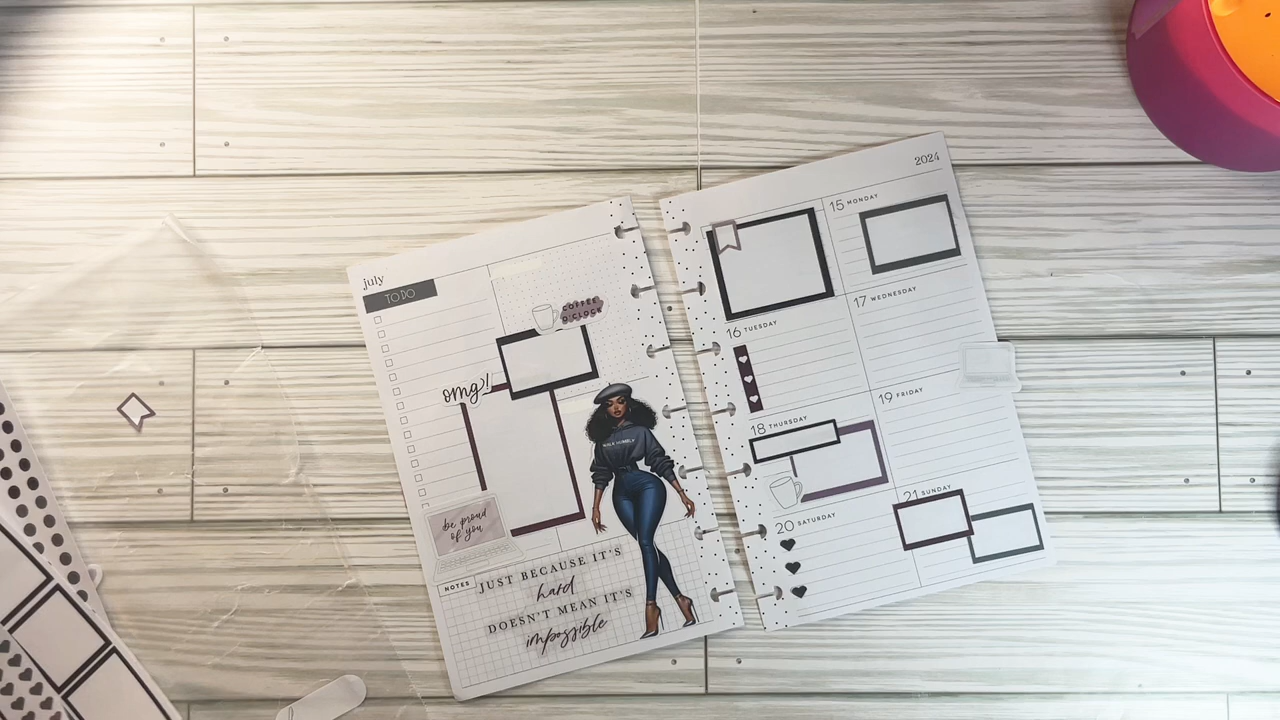 july
TO DO
COFFEE
O'CLOCK
omg!
be proud
of you
NOTES
JUST BECAUSE IT'S
hard
DOESN'T MEAN IT'S
impossible
2024
15 MONDAY
16 TUESDAY
17 WEDNESDAY
18 THURSDAY
19 FRIDAY
20 SATURDAY
21 SUNDAY